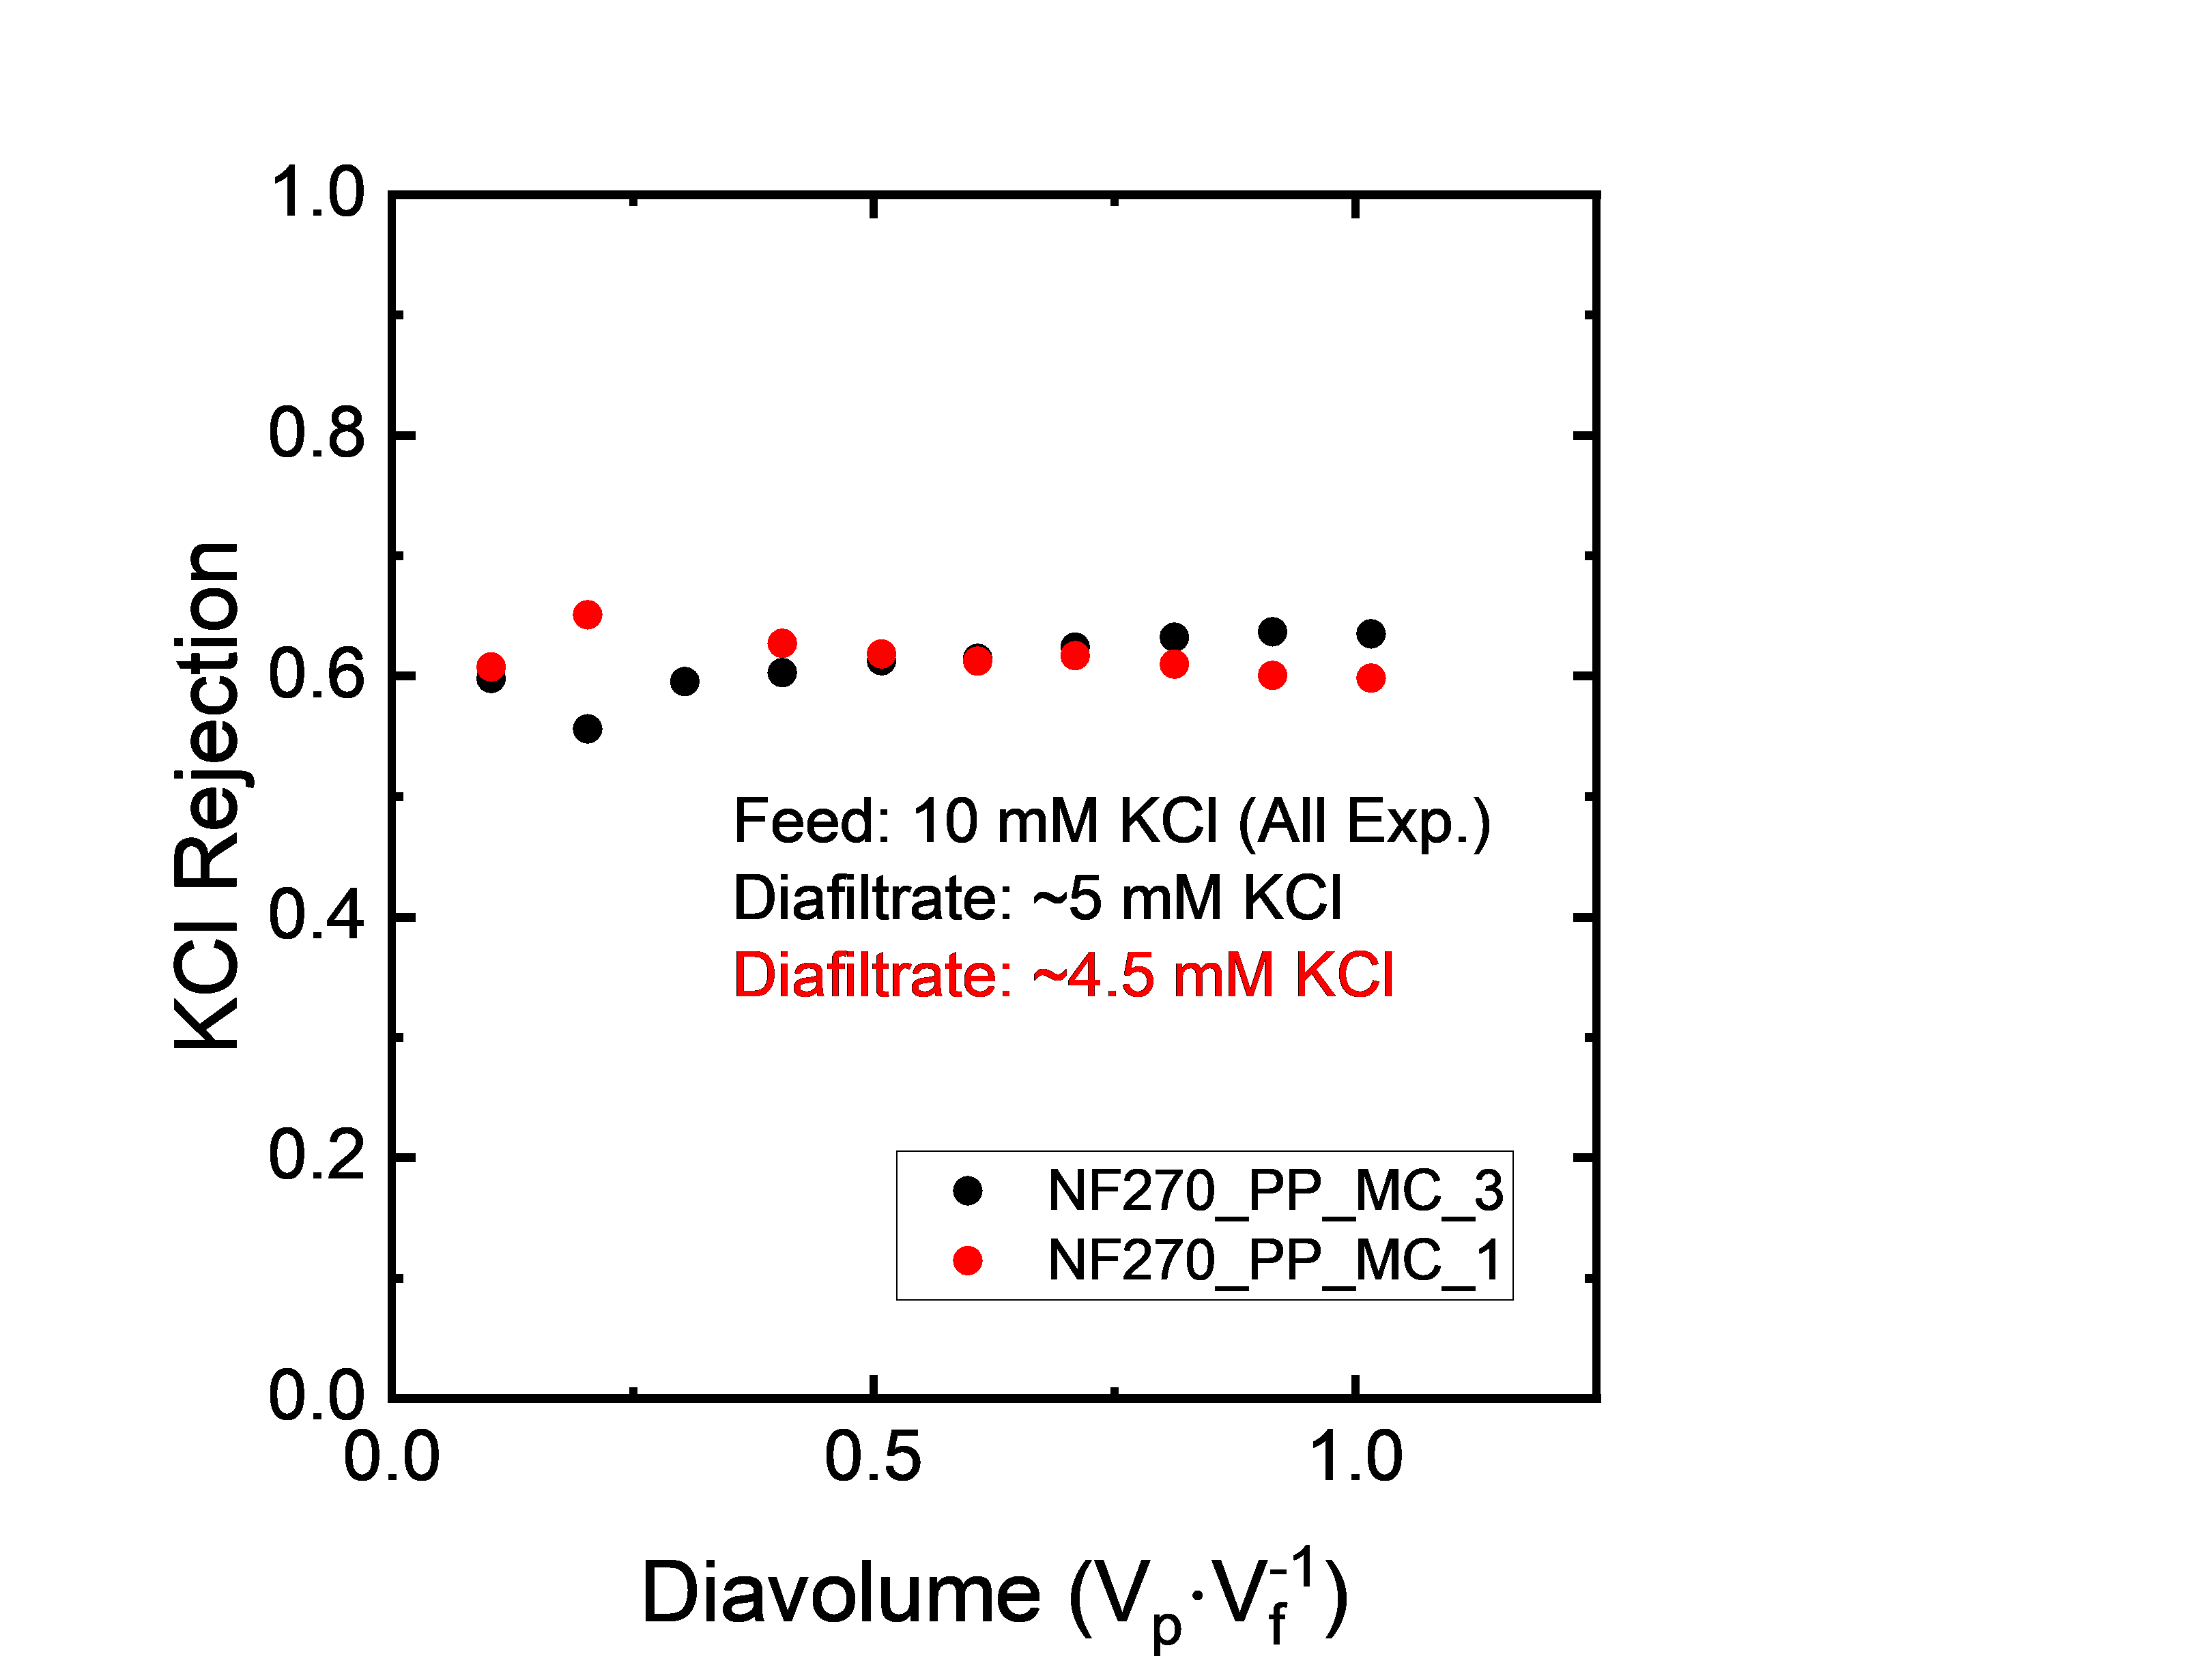 1.0
0.8
0.6
0.4
0.2
0.0
KCl Rejection
Feed: 10 mM KCl (All Exp.)
Diafiltrate: ~5 mM KCl
Diafiltrate: ~4.5 mM KCl
NF270_PP_MC_3
NF270_PP_MC_1
0.0 0.5 1.0
Diavolume (Vp·Vf-1)